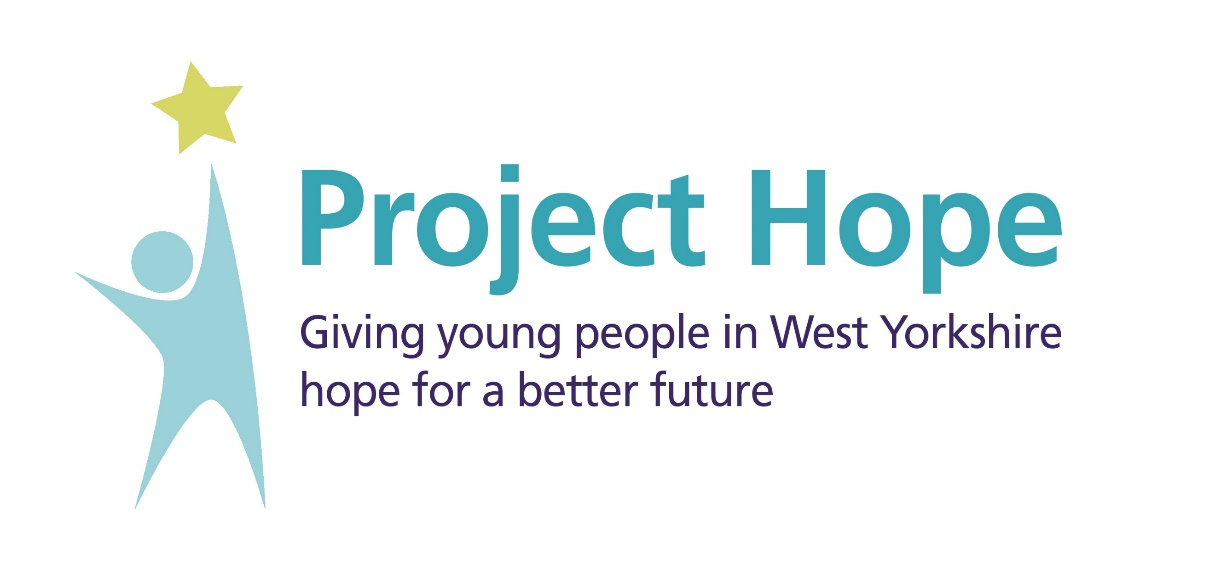 Project Hope
Giving young people in West Yorkshire
hope for a better future